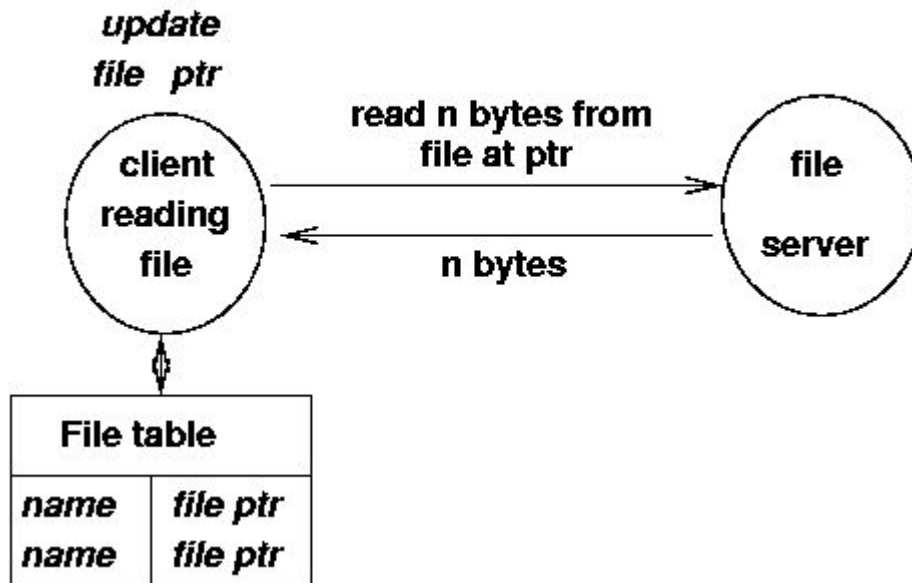 update
file ptr
client
reading
file
read n bytes from
file at ptr
n bytes
file
server
File table
name file ptr
name file ptr